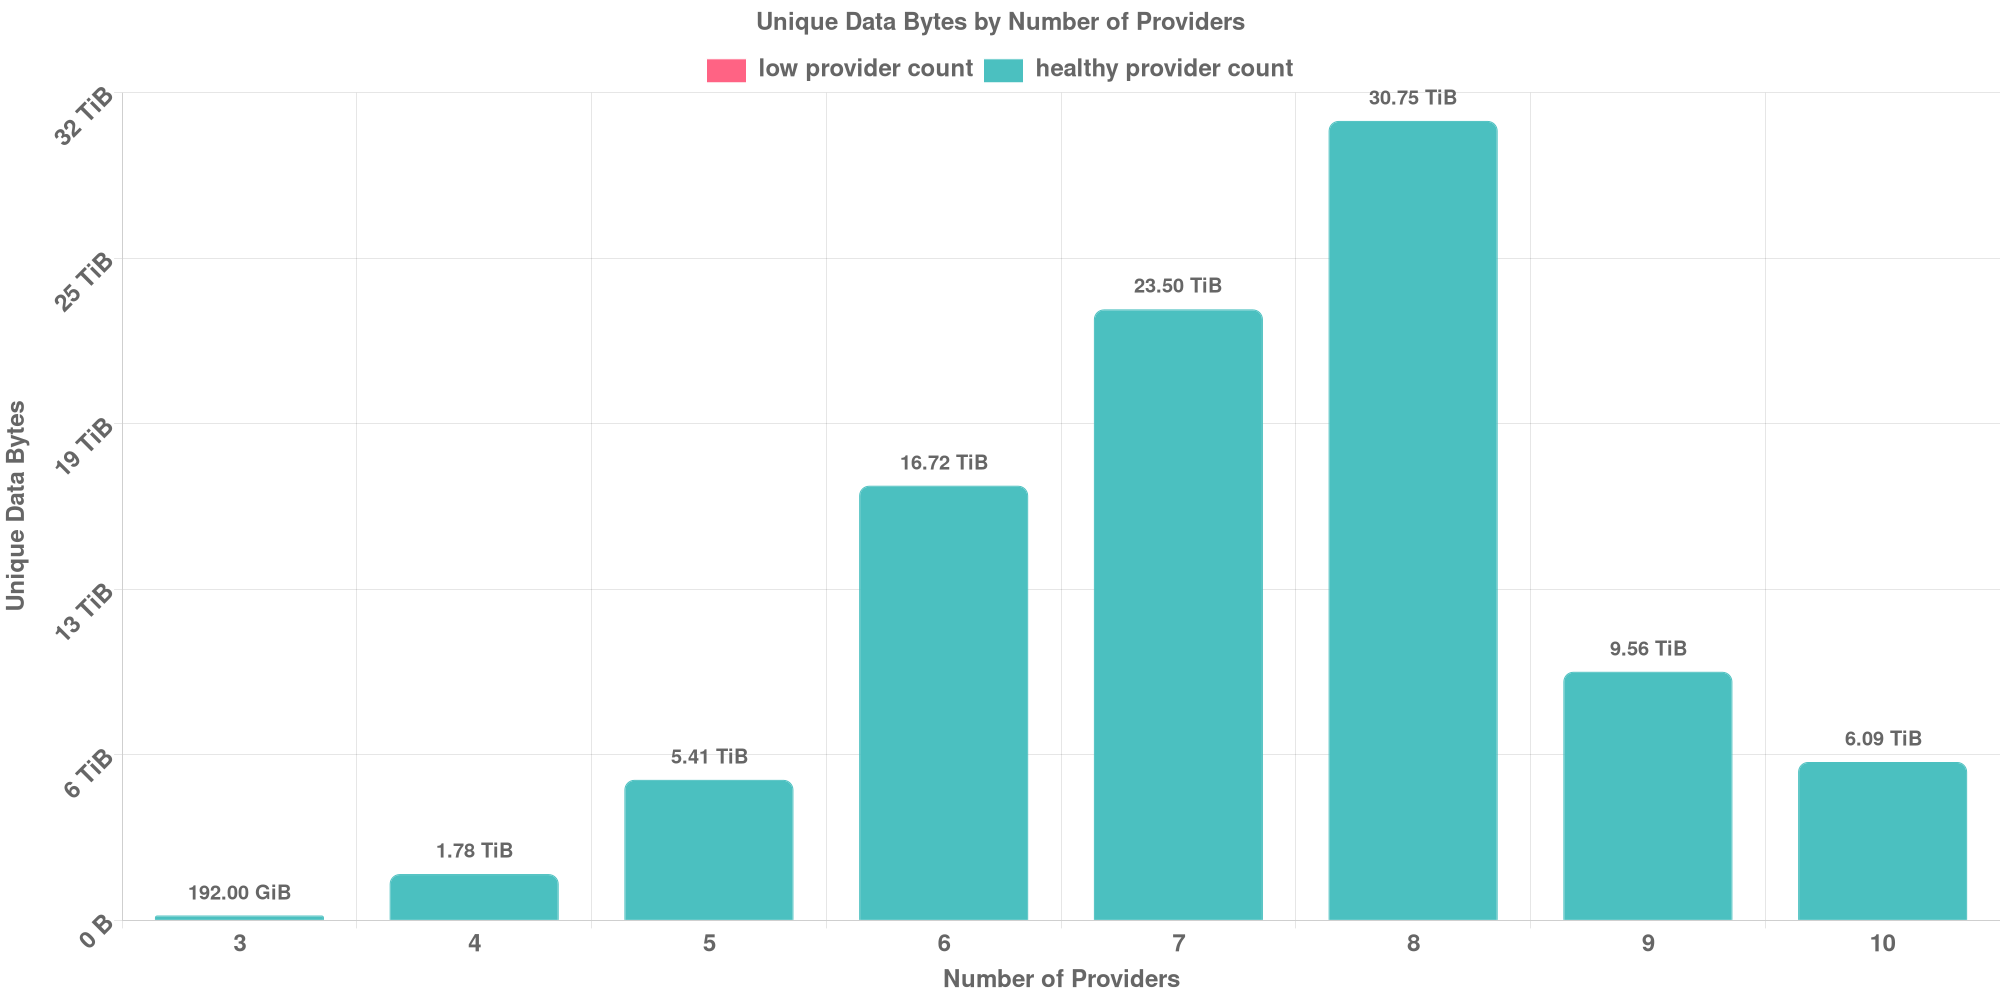 Unique Data Bytes by Number of Providers
low provider count healthy provider count
32 TiB
25 TiB
19 TiB
13 TiB
6 TiB
0 B
Unique Data Bytes
192.00 GiB
1.78 TiB
5.41 TiB
16.72 TiB
23.50 TiB
30.75 TiB
9.56 TiB
6.09 TiB
3 4 5 6 7 8 9 10
Number of Providers